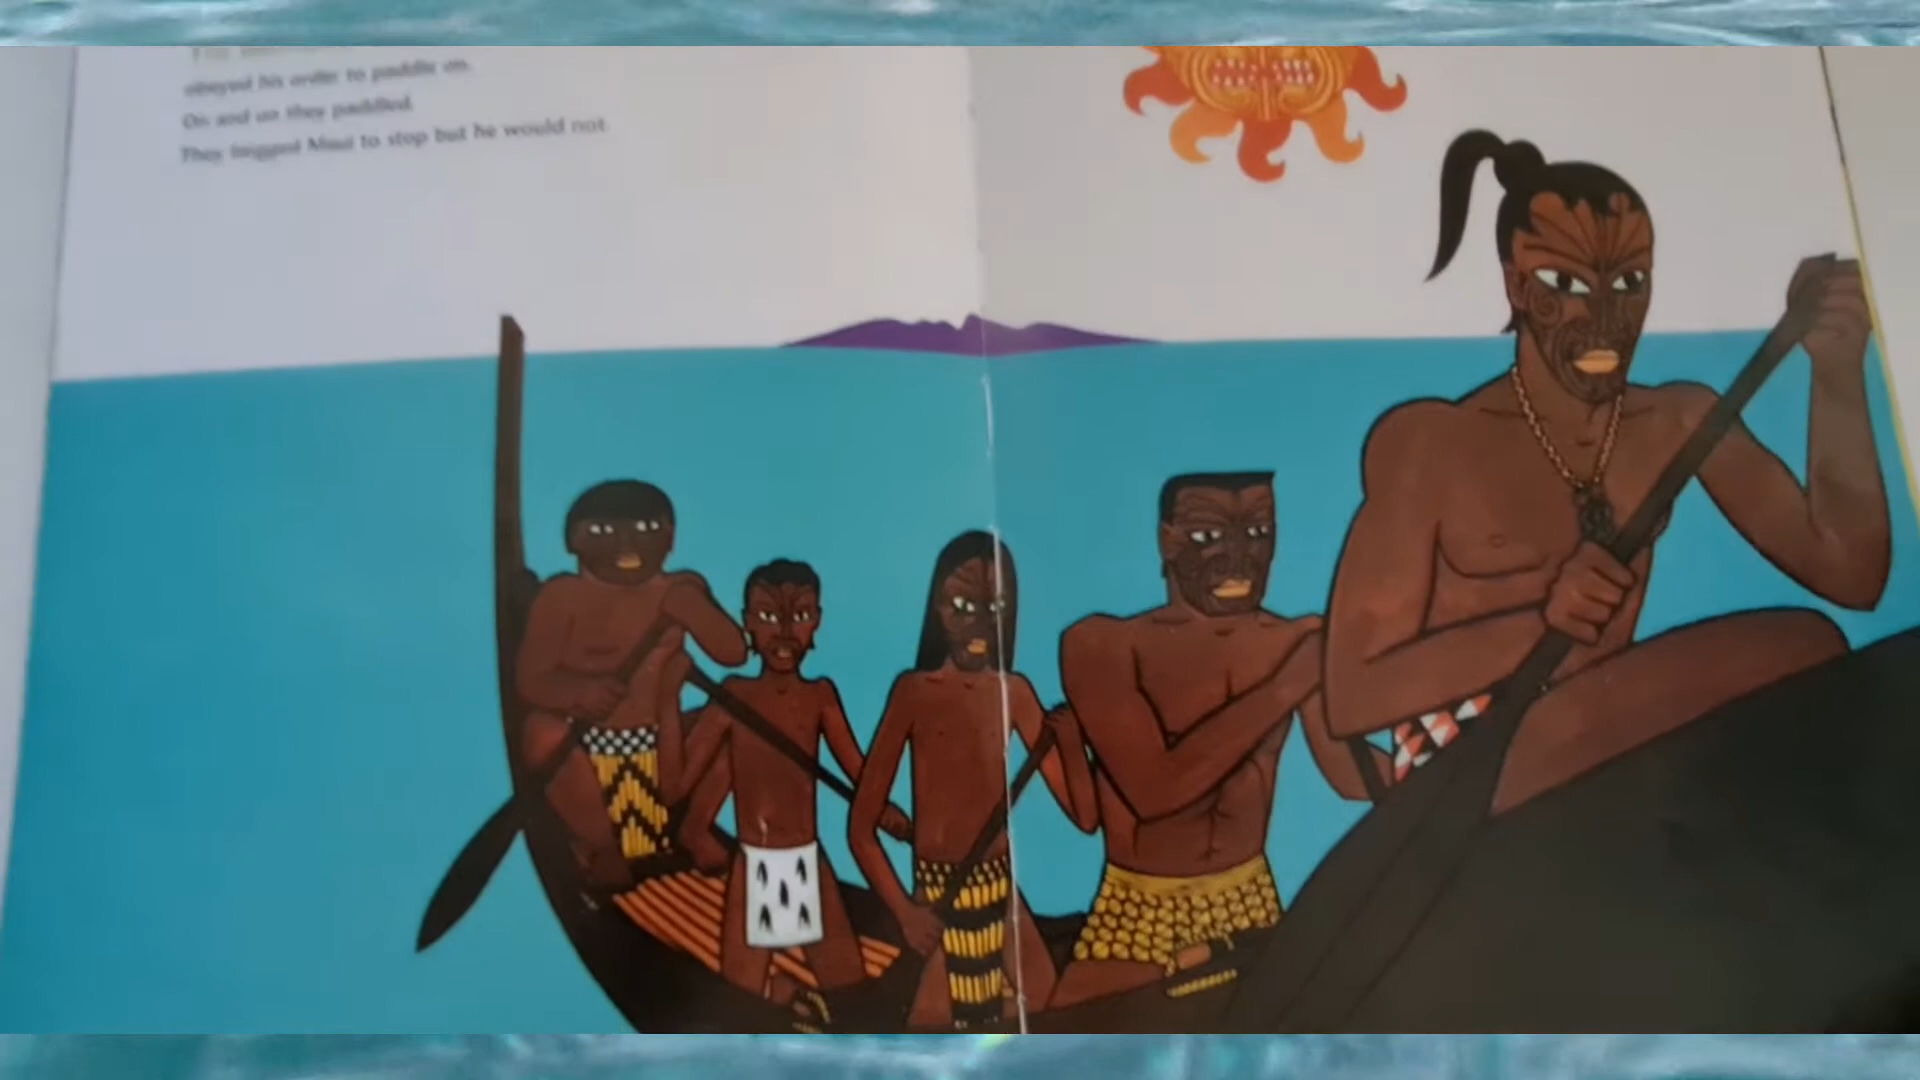 obeyed his order to paddle on.
On and on they paddled.
They begged Maui to stop but he would not